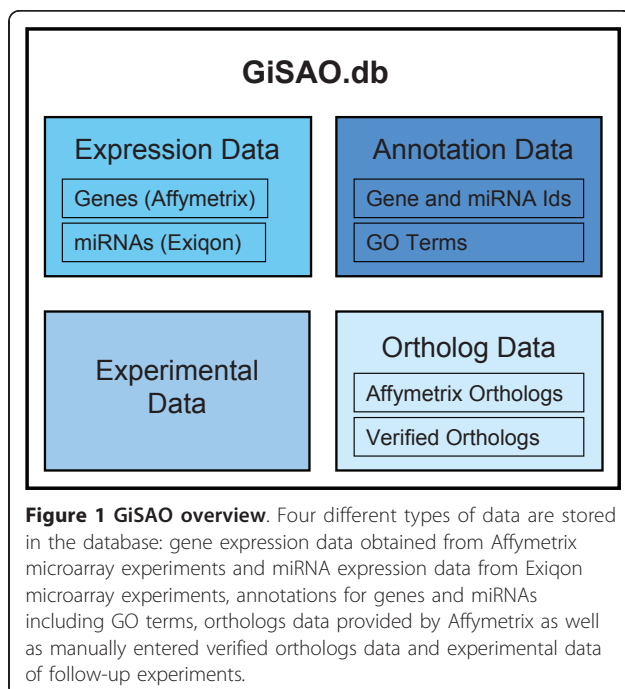 GiSAO.db
Expression Data
Genes (Affymetrix)
miRNAs (Exiqon)
Annotation Data
Gene and miRNA Ids
GO Terms
Experimental
Data
Ortholog Data
Affymetrix Orthologs
Verified Orthologs
Figure 1 GiSAO overview. Four different types of data are stored
in the database: gene expression data obtained from Affymetrix
microarray experiments and miRNA expression data from Exiqon
microarray experiments, annotations for genes and miRNAs
including GO terms, orthologs data provided by Affymetrix as well
as manually entered verified orthologs data and experimental data
of follow-up experiments.